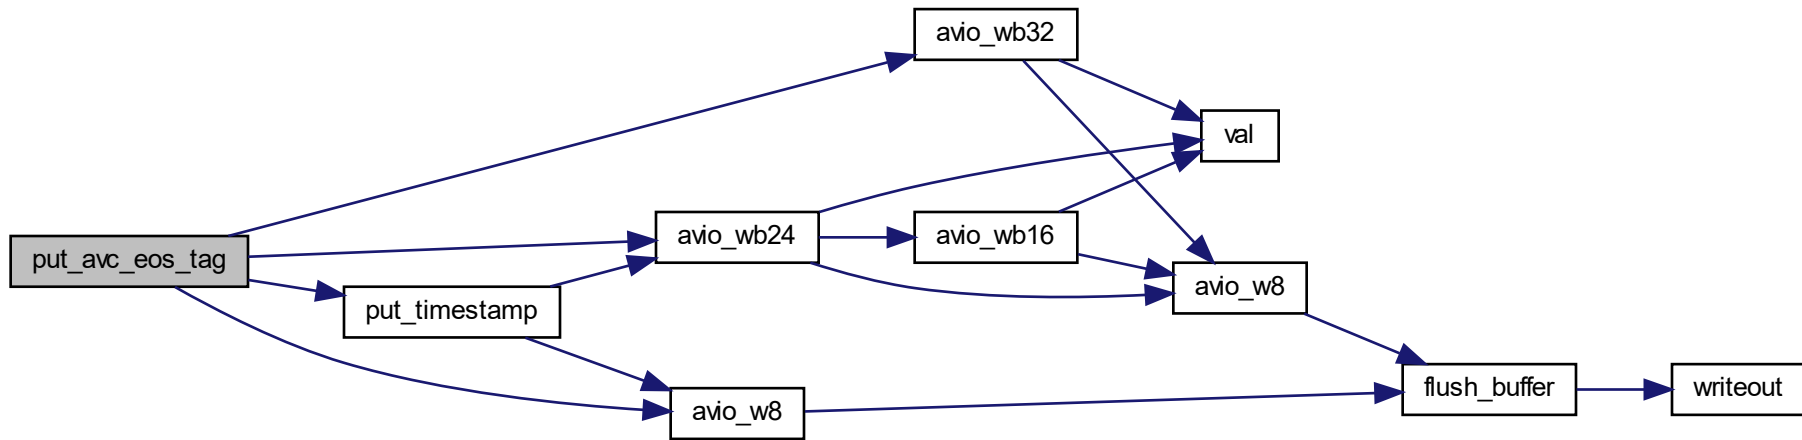 avio_wb32
val
avio_wb24
avio_wb16
put_avc_eos_tag
avio_w8
put_timestamp
flush_buffer
writeout
avio_w8